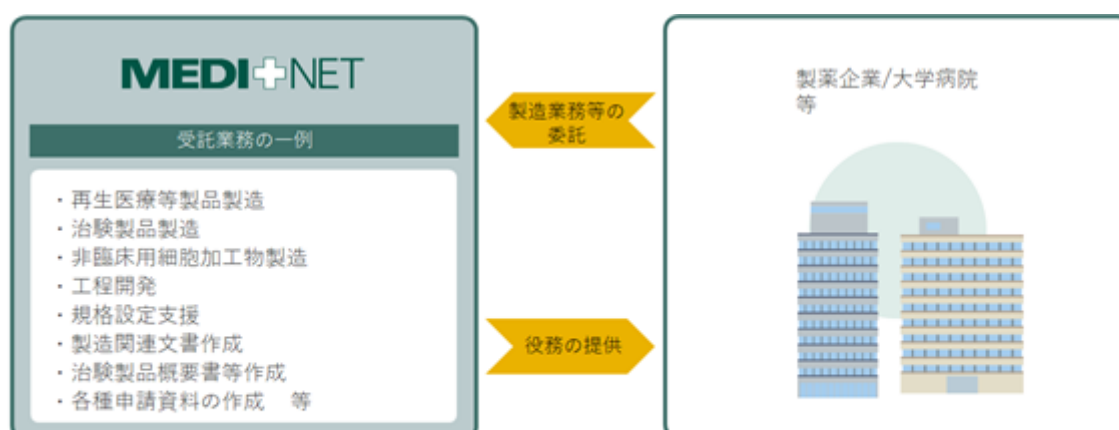 MEDI+NET
受託業務の一例
・再生医療等製品製造
・治験製品製造
・非臨床用細胞加工物製造
・工程開発
・規格設定支援
・製造関連文書作成
・治験製品概要書等作成
・各種申請資料の作成　等
製造業務等の
委託
役務の提供
製薬企業/大学病院
等